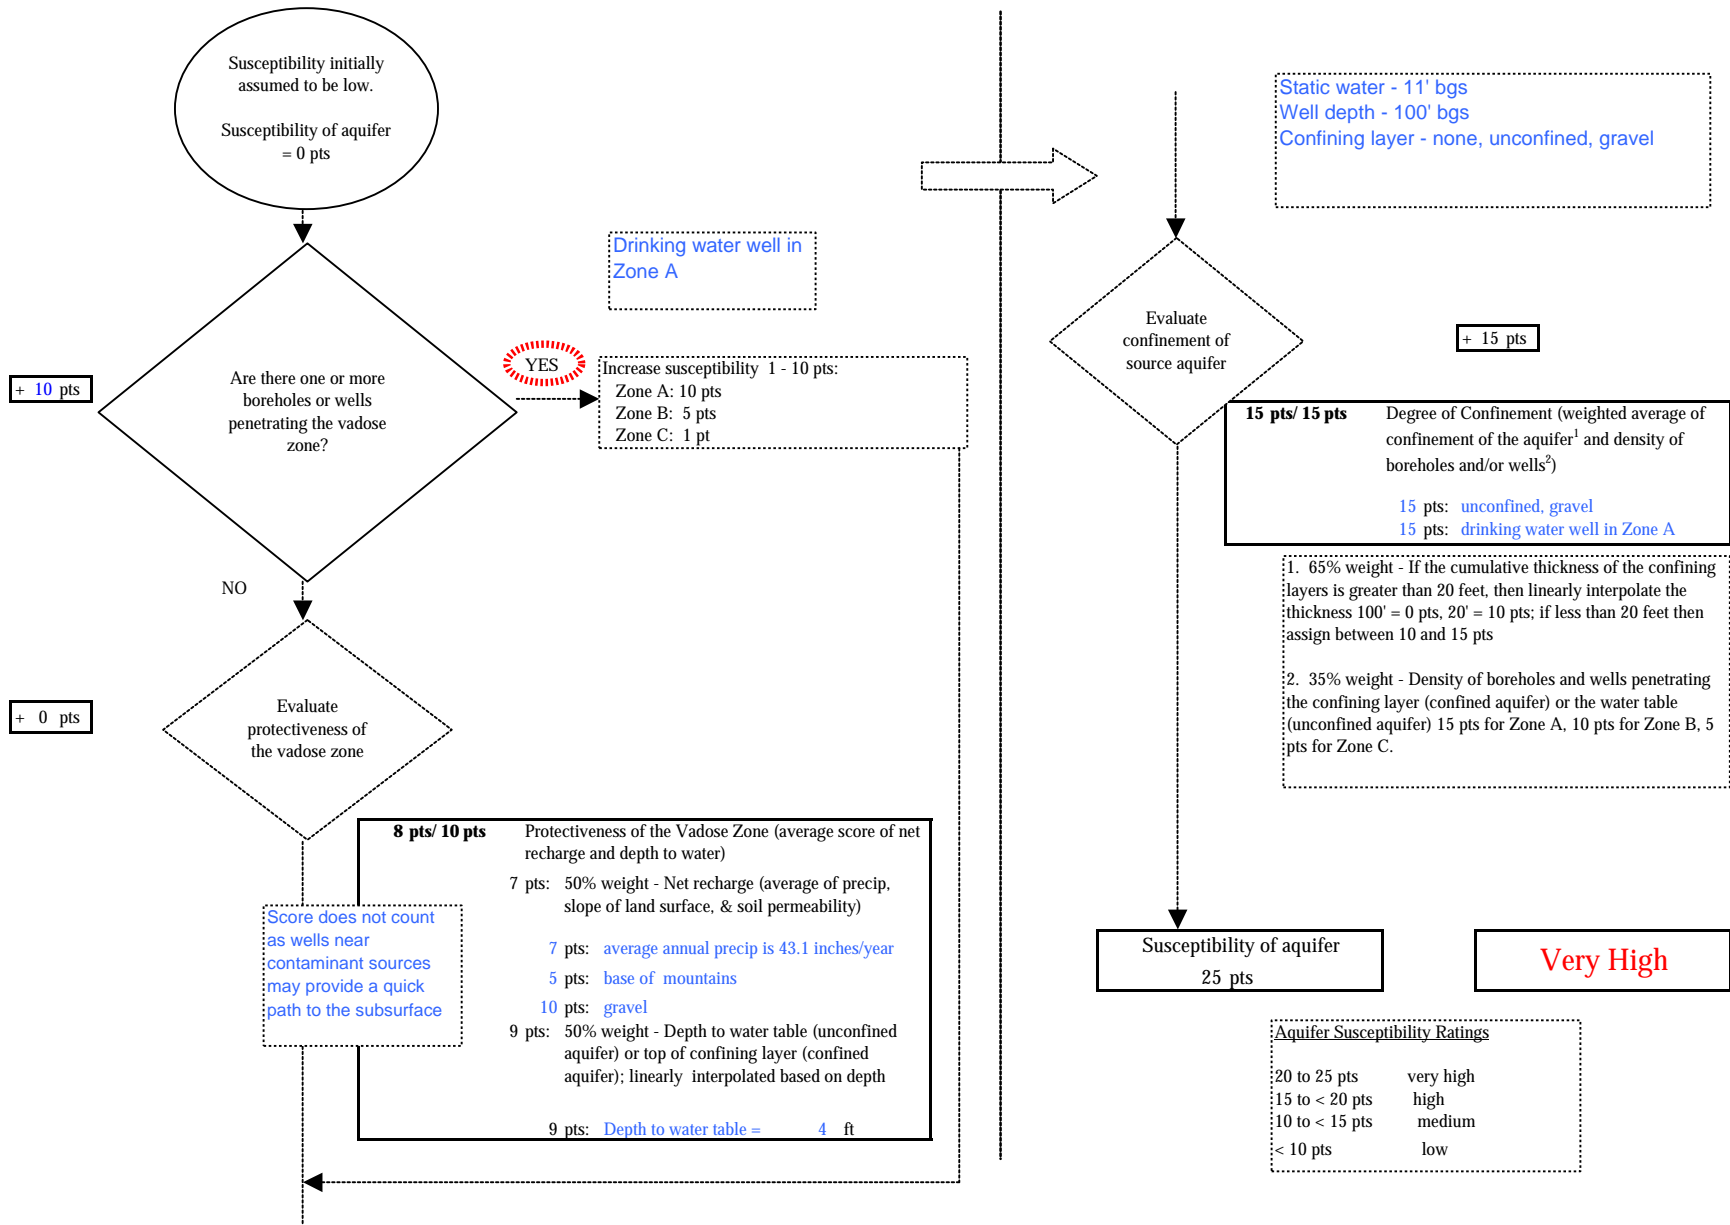 Susceptibility initially
assumed to be low.
Susceptibility of aquifer
= 0 pts
Drinking water well in
Zone A
+ 10 pts
Are there one or more
boreholes or wells
penetrating the vadose
zone?
YES
Increase susceptibility 1 - 10 pts:
Zone A: 10 pts
Zone B: 5 pts
Zone C: 1 pt
NO
+ 0 pts
Evaluate
protectiveness of
the vadose zone
8 pts/ 10 pts Protectiveness of the Vadose Zone (average score of net
recharge and depth to water)
7 pts: 50% weight - Net recharge (average of precip,
slope of land surface, & soil permeability)
7 pts: average annual precip is 43.1 inches/year
5 pts: base of mountains
10 pts: gravel
9 pts: 50% weight - Depth to water table (unconfined
aquifer) or top of confining layer (confined
aquifer); linearly interpolated based on depth
9 pts: Depth to water table = 4 ft
Score does not count
as wells near
contaminant sources
may provide a quick
path to the subsurface
Static water - 11' bgs
Well depth - 100' bgs
Confining layer - none, unconfined, gravel
Evaluate
confinement of
source aquifer
+ 15 pts
15 pts/ 15 pts Degree of Confinement (weighted average of
confinement of the aquifer¹ and density of
boreholes and/or wells²)
15 pts: unconfined, gravel
15 pts: drinking water well in Zone A
1. 65% weight - If the cumulative thickness of the confining
layers is greater than 20 feet, then linearly interpolate the
thickness 100' = 0 pts, 20' = 10 pts; if less than 20 feet then
assign between 10 and 15 pts
2. 35% weight - Density of boreholes and wells penetrating
the confining layer (confined aquifer) or the water table
(unconfined aquifer) 15 pts for Zone A, 10 pts for Zone B, 5
pts for Zone C.
Susceptibility of aquifer
25 pts
Very High
Aquifer Susceptibility Ratings
20 to 25 pts very high
15 to < 20 pts high
10 to < 15 pts medium
< 10 pts low